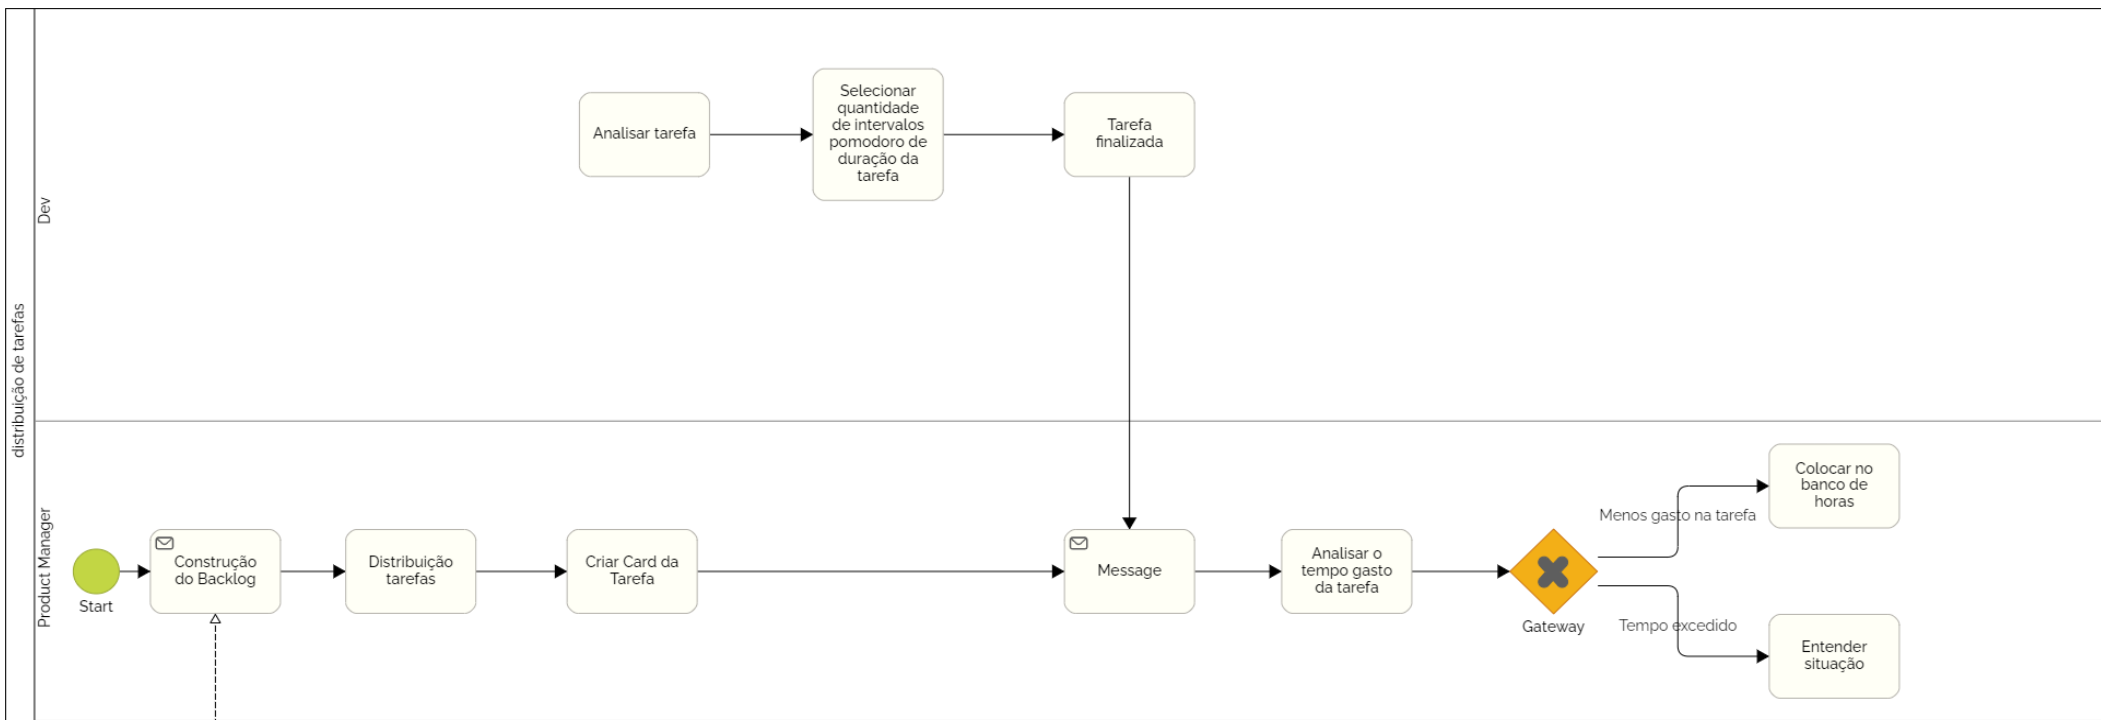 distribuição de tarefas
Dev
Analisar tarefa
Selecionar
quantidade
de intervalos
pomodoro de
duração da
tarefa
Tarefa
finalizada
Product Manager
Start
Construção
do Backlog
Distribuição
tarefas
Criar Card da
Tarefa
Message
Analisar o
tempo gasto
da tarefa
Gateway
Menos gasto na tarefa
Colocar no
banco de
horas
Tempo excedido
Entender
situação